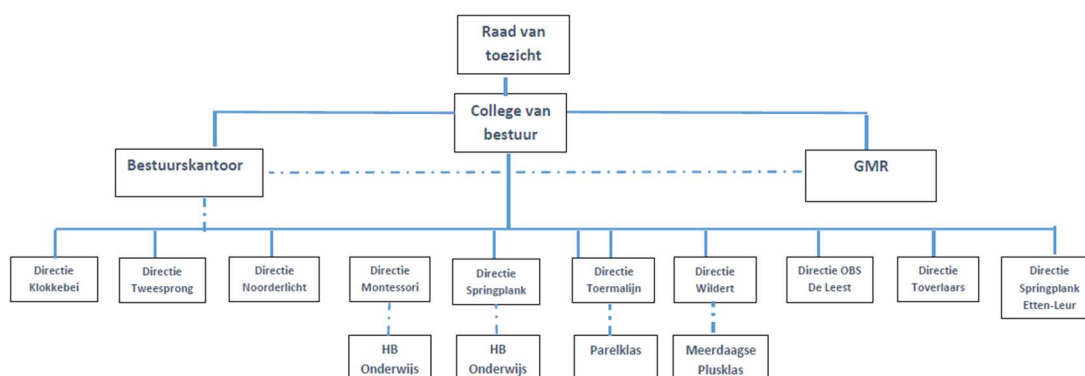 Raad van
toezicht
College van
bestuur
Bestuurskantoor
GMR
Directie
Klokkebei
Directie
Tweesprong
Directie
Noorderlicht
Directie
Montessori
Directie
Springplank
Directie
Toermalijn
Directie
Wildert
Directie OBS
De Leest
Directie
Toverlaars
Directie
Springplank
Etten-Leur
HB
Onderwijs
HB
Onderwijs
Parelklas
Meerdaagse
Plusklas